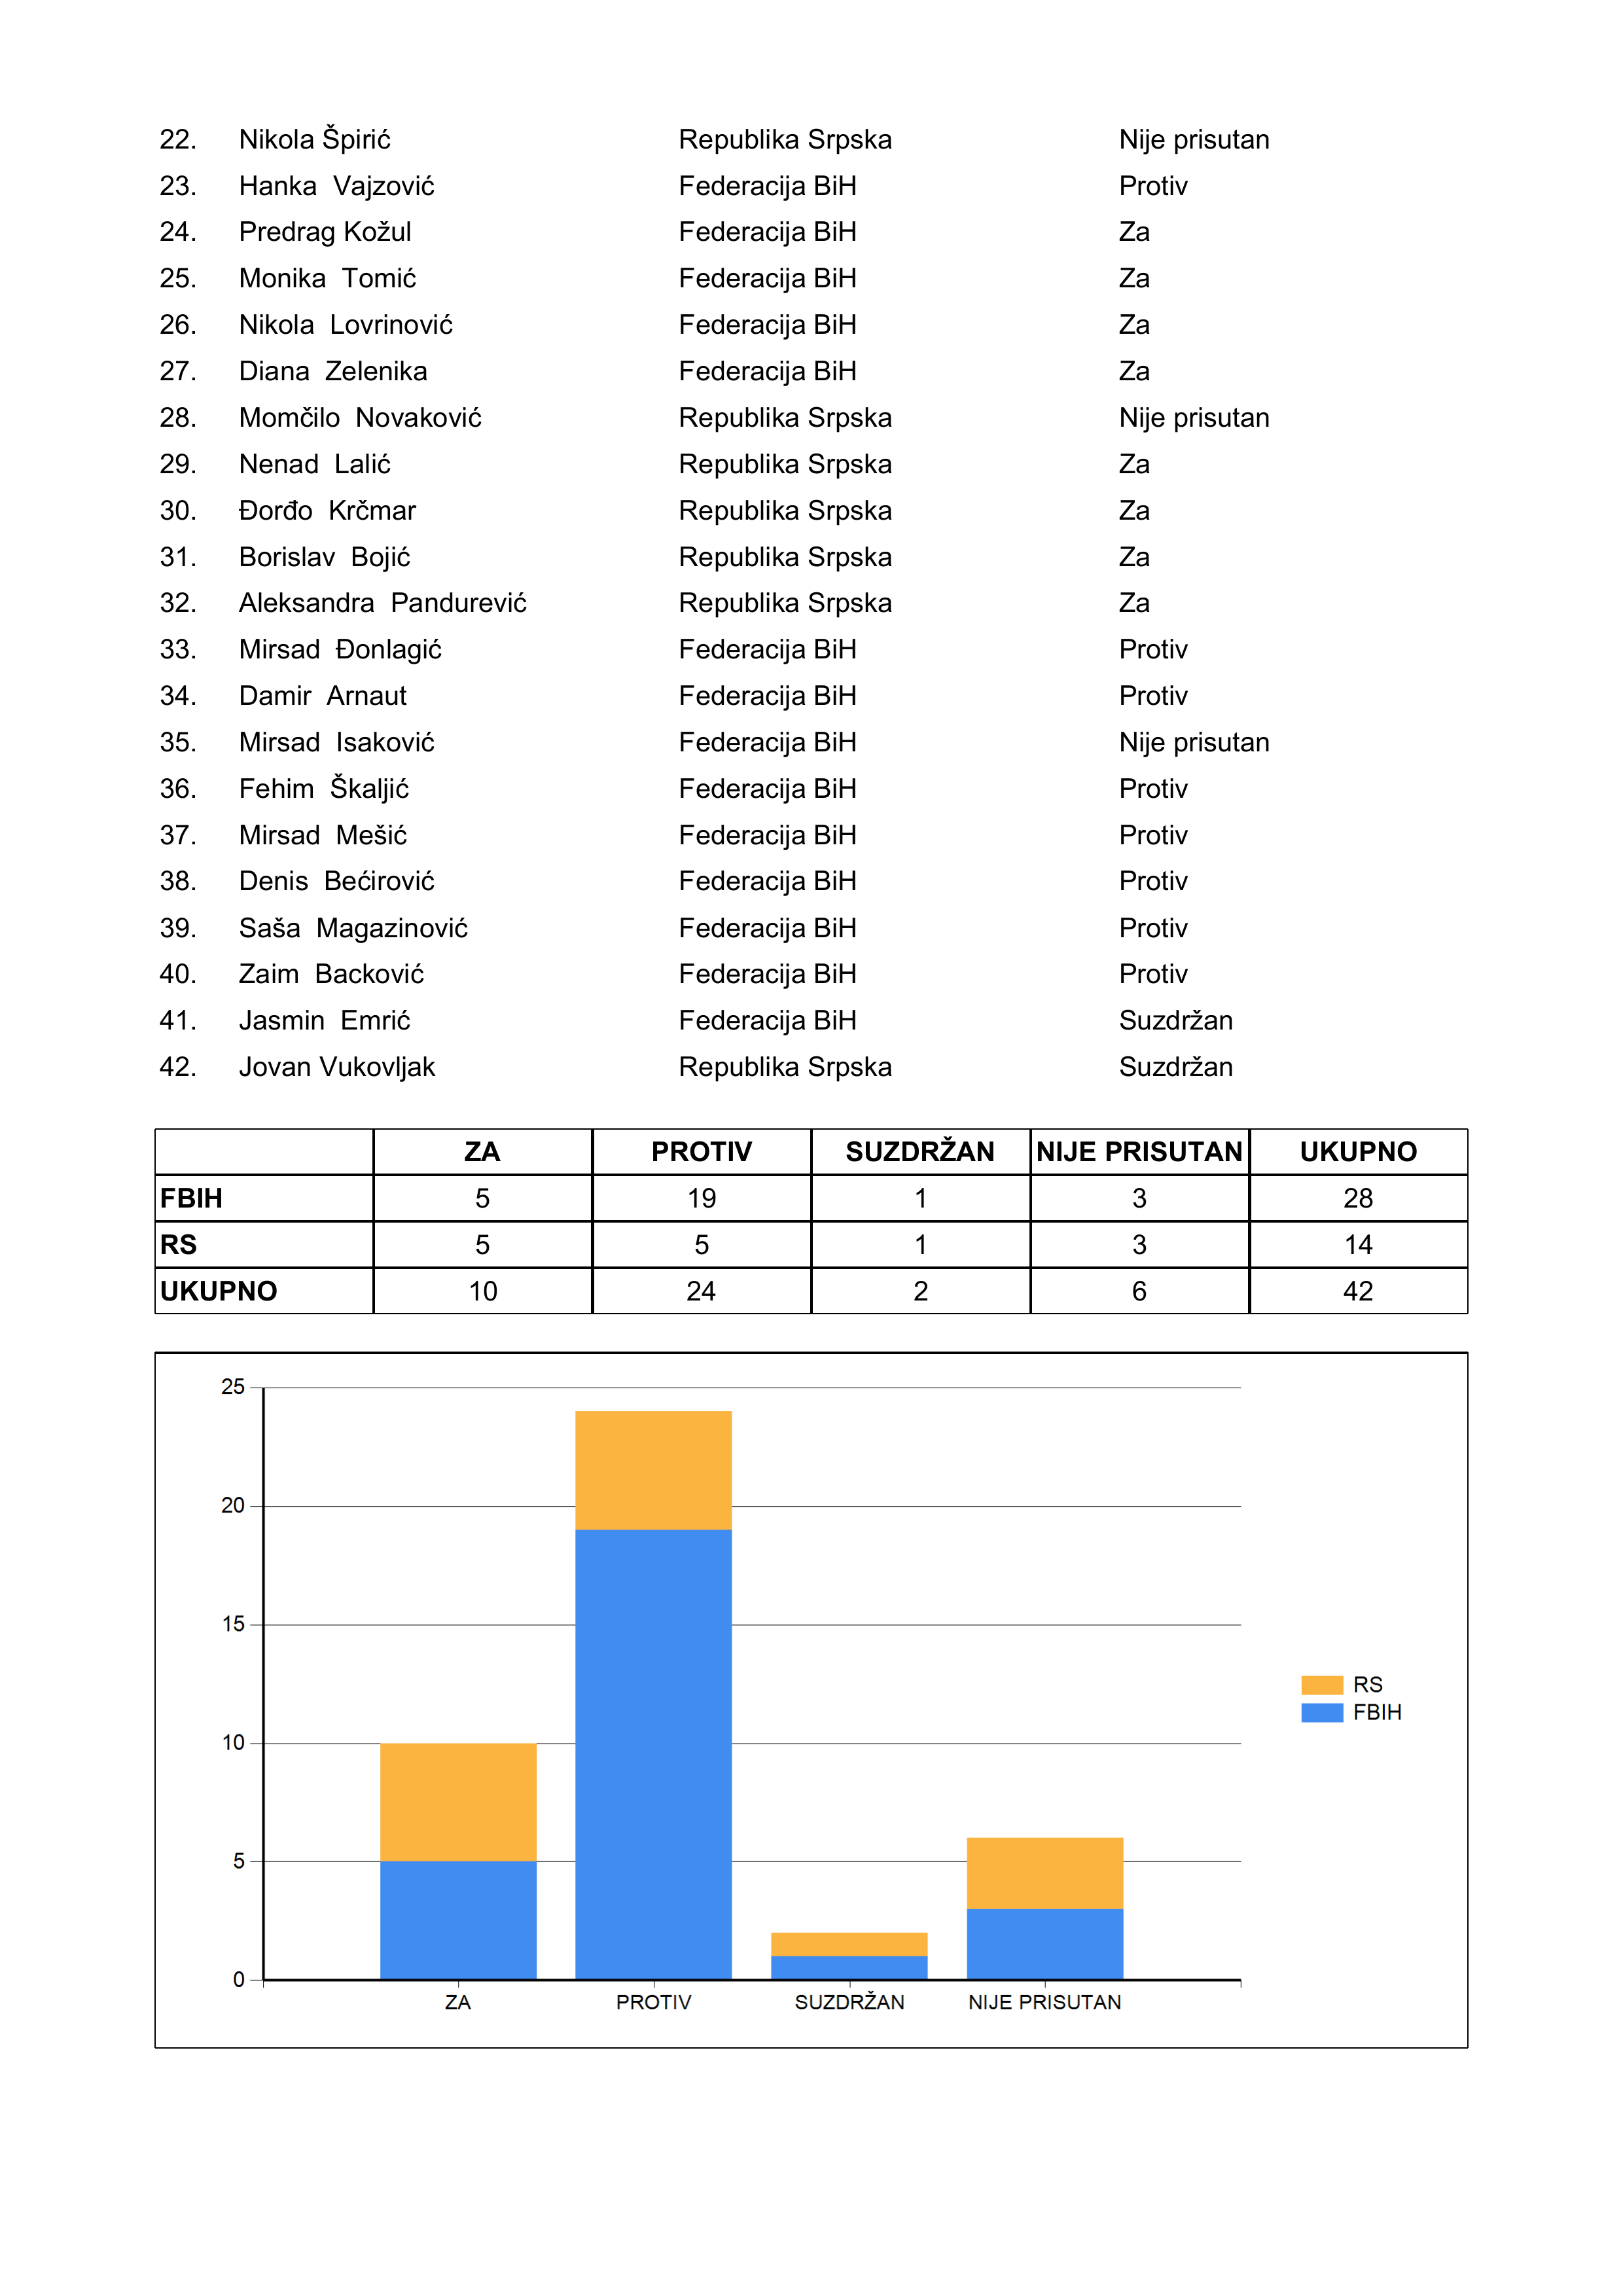 22. Nikola Špirić Republika Srpska Nije prisutan
23. Hanka Vajzović Federacija BiH Protiv
24. Predrag Kožul Federacija BiH Za
25. Monika Tomić Federacija BiH Za
26. Nikola Lovrinović Federacija BiH Za
27. Diana Zelenika Federacija BiH Za
28. Momčilo Novaković Republika Srpska Nije prisutan
29. Nenad Lalić Republika Srpska Za
30. Đorđo Krčmar Republika Srpska Za
31. Borislav Bojić Republika Srpska Za
32. Aleksandra Pandurević Republika Srpska Za
33. Mirsad Đonlagić Federacija BiH Protiv
34. Damir Arnaut Federacija BiH Protiv
35. Mirsad Isaković Federacija BiH Nije prisutan
36. Fehim Škaljić Federacija BiH Protiv
37. Mirsad Mešić Federacija BiH Protiv
38. Denis Bećirović Federacija BiH Protiv
39. Saša Magazinović Federacija BiH Protiv
40. Zaim Backović Federacija BiH Protiv
41. Jasmin Emrić Federacija BiH Suzdržan
42. Jovan Vukovljak Republika Srpska Suzdržan
ZA PROTIV SUZDRŽAN NIJE PRISUTAN UKUPNO
FBIH 5 19 1 3 28
RS 5 5 1 3 14
UKUPNO 10 24 2 6 42
25
20
15
10
5
0
ZA PROTIV SUZDRŽAN NIJE PRISUTAN
RS
FBIH